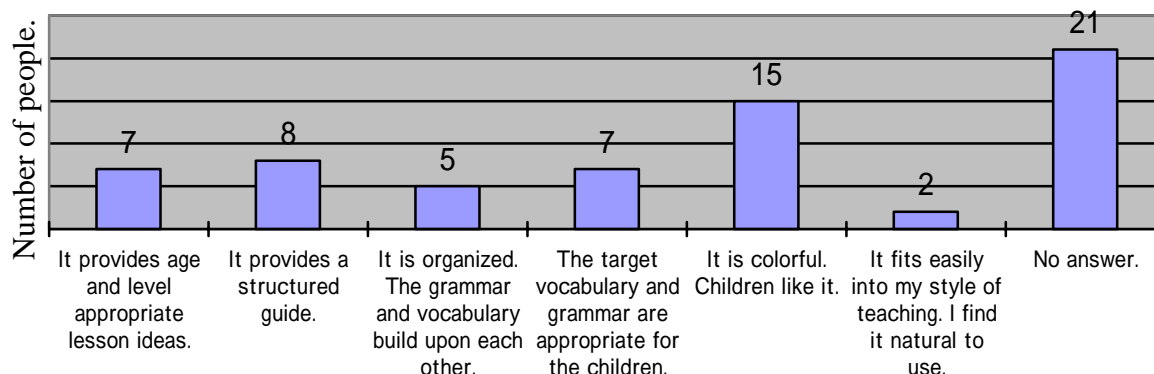 Number of people.
7
8
5
7
15
2
21
It provides age
and level
appropriate
lesson ideas.
It provides a
structured
guide.
It is organized.
The grammar
and vocabulary
build upon each
other.
The target
vocabulary and
grammar are
appropriate for
the children.
It is colorful.
Children like it.
It fits easily
into my style of
teaching. I find
it natural to
use.
No answer.